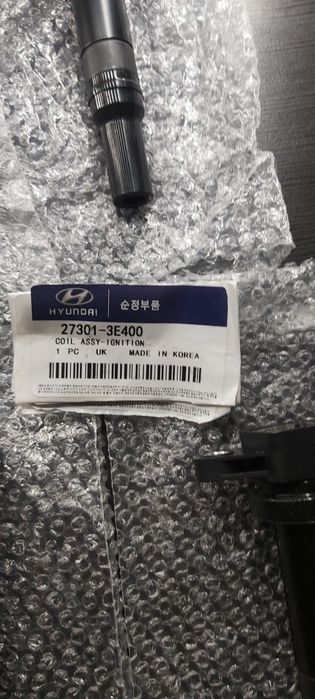 HYUNDAI
순정부품
27301-3E400
COIL ASSY-IGNITION
1 PC , UK MADE IN KOREA